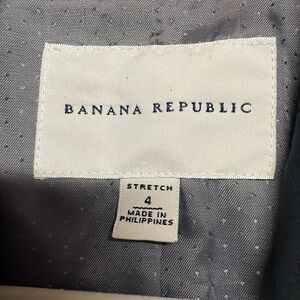 BANANA REPUBLIC
STRETCH
4
MADE IN
PHILIPPINES